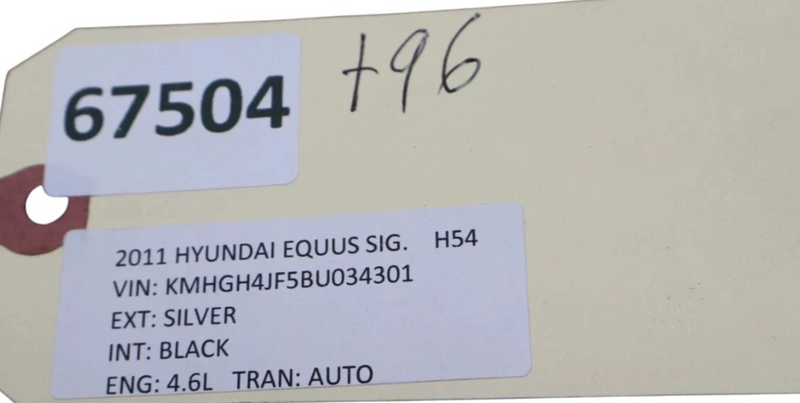 67504
+96
2011 HYUNDAI EQUUS SIG. H54
VIN: KMHGH4JF5BU034301
EXT: SILVER
INT: BLACK
ENG: 4.6L TRAN: AUTO